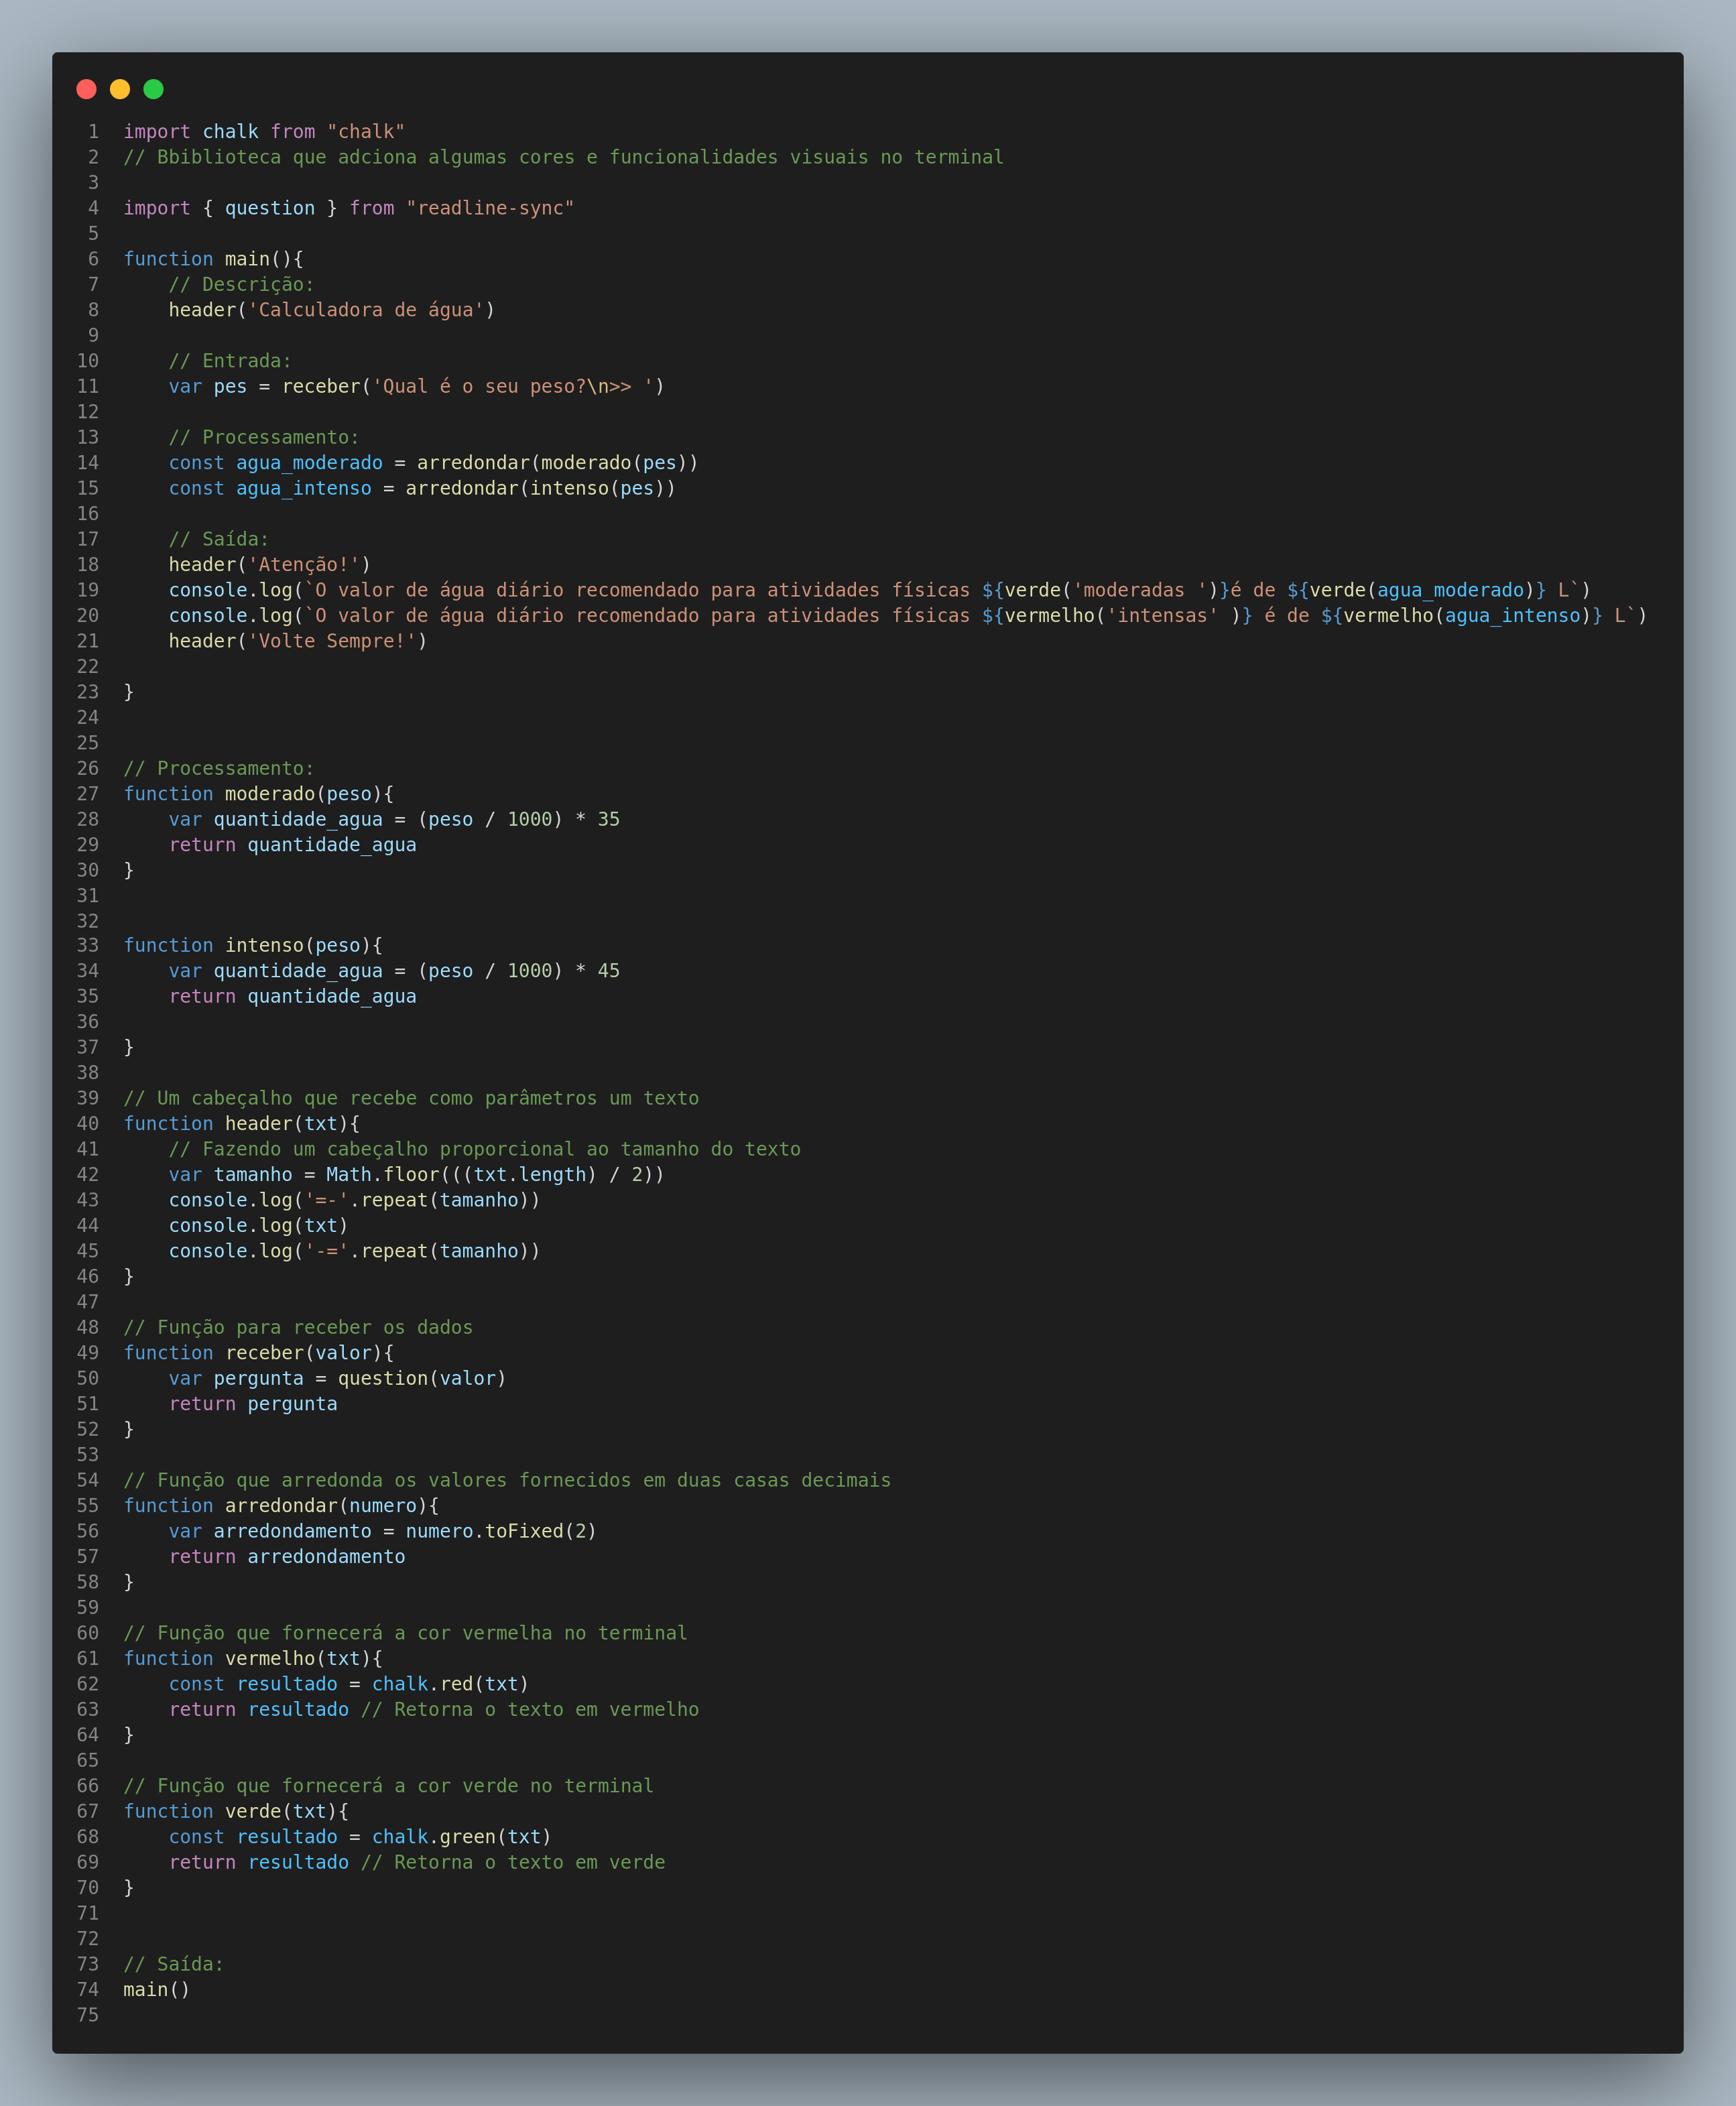 1 import chalk from "chalk"
2 // Bbiblioteca que adciona algumas cores e funcionalidades visuais no terminal
3
4 import { question } from "readline-sync"
5
6 function main(){
7     // Descrição:
8     header('Calculadora de água')
9
10     // Entrada:
11     var pes = receber('Qual é o seu peso?\n>> ')
12
13     // Processamento:
14     const agua_moderado = arredondar(moderado(pes))
15     const agua_intenso = arredondar(intenso(pes))
16
17     // Saída:
18     header('Atenção!')
19     console.log(`O valor de água diário recomendado para atividades físicas ${verde('moderadas ')}é de ${verde(agua_moderado)} L`)
20     console.log(`O valor de água diário recomendado para atividades físicas ${vermelho('intensas' )} é de ${vermelho(agua_intenso)} L`)
21     header('Volte Sempre!')
22
23 }
24
25
26 // Processamento:
27 function moderado(peso){
28     var quantidade_agua = (peso / 1000) * 35
29     return quantidade_agua
30 }
31
32
33 function intenso(peso){
34     var quantidade_agua = (peso / 1000) * 45
35     return quantidade_agua
36
37 }
38
39 // Um cabeçalho que recebe como parâmetros um texto
40 function header(txt){
41     // Fazendo um cabeçalho proporcional ao tamanho do texto
42     var tamanho = Math.floor(((txt.length) / 2))
43     console.log('=-'.repeat(tamanho))
44     console.log(txt)
45     console.log('-='.repeat(tamanho))
46 }
47
48 // Função para receber os dados
49 function receber(valor){
50     var pergunta = question(valor)
51     return pergunta
52 }
53
54 // Função que arredonda os valores fornecidos em duas casas decimais
55 function arredondar(numero){
56     var arredondamento = numero.toFixed(2)
57     return arredondamento
58 }
59
60 // Função que fornecerá a cor vermelha no terminal
61 function vermelho(txt){
62     const resultado = chalk.red(txt)
63     return resultado // Retorna o texto em vermelho
64 }
65
66 // Função que fornecerá a cor verde no terminal
67 function verde(txt){
68     const resultado = chalk.green(txt)
69     return resultado // Retorna o texto em verde
70 }
71
72
73 // Saída:
74 main()
75